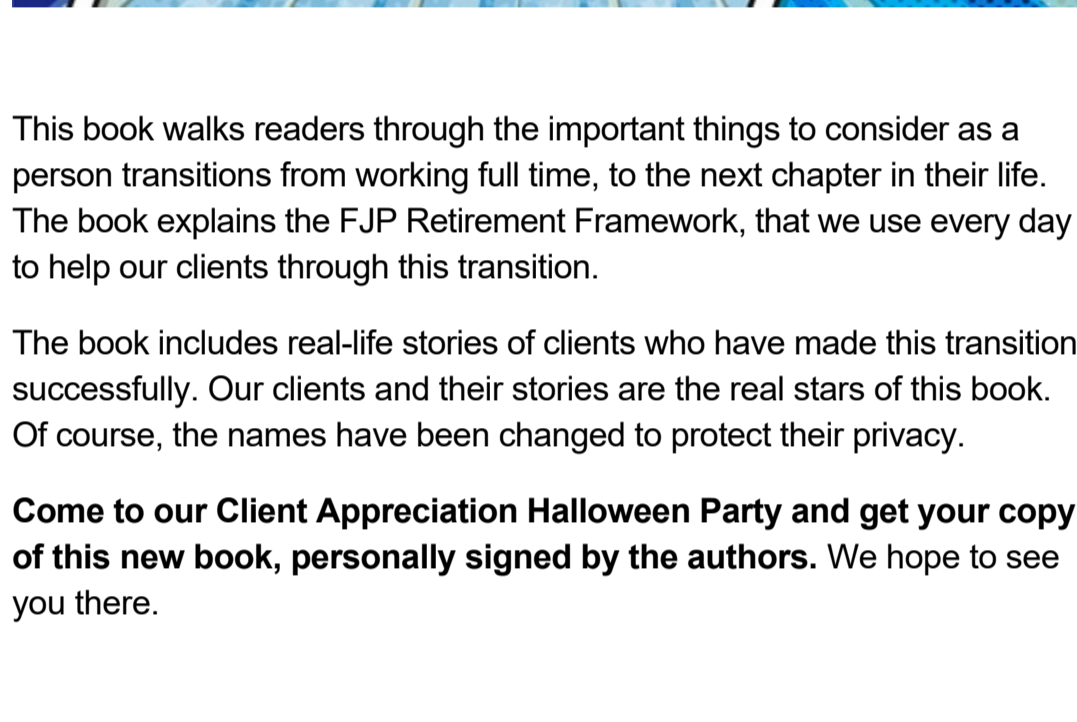 This book walks readers through the important things to consider as a
person transitions from working full time, to the next chapter in their life.
The book explains the FJP Retirement Framework, that we use every day
to help our clients through this transition.
The book includes real-life stories of clients who have made this transition
successfully. Our clients and their stories are the real stars of this book.
Of course, the names have been changed to protect their privacy.
Come to our Client Appreciation Halloween Party and get your copy
of this new book, personally signed by the authors. We hope to see
you there.